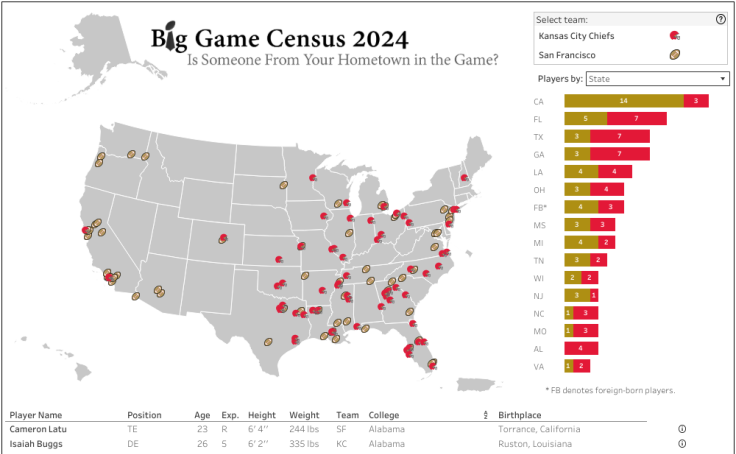 Big Game Census 2024
Is Someone From Your Hometown in the Game?
Select team:
Kansas City Chiefs
San Francisco
Players by: State
CA 14 3
FL 5 7
TX 3 7
GA 3 7
LA 4 4
OH 3 4
FB* 4 3
MS 3 3
MI 4 2
TN 3 2
WI 2 2
NJ 3 1
NC 1 3
MO 1 3
AL 4
VA 1 2
* FB denotes foreign-born players.
Player Name Position Age Exp. Height Weight Team College Birthplace
Cameron Latu TE 23 R 6' 4" 244 lbs SF Alabama Torrance, California
Isaiah Buggs DE 26 5 6' 2" 335 lbs KC Alabama Ruston, Louisiana